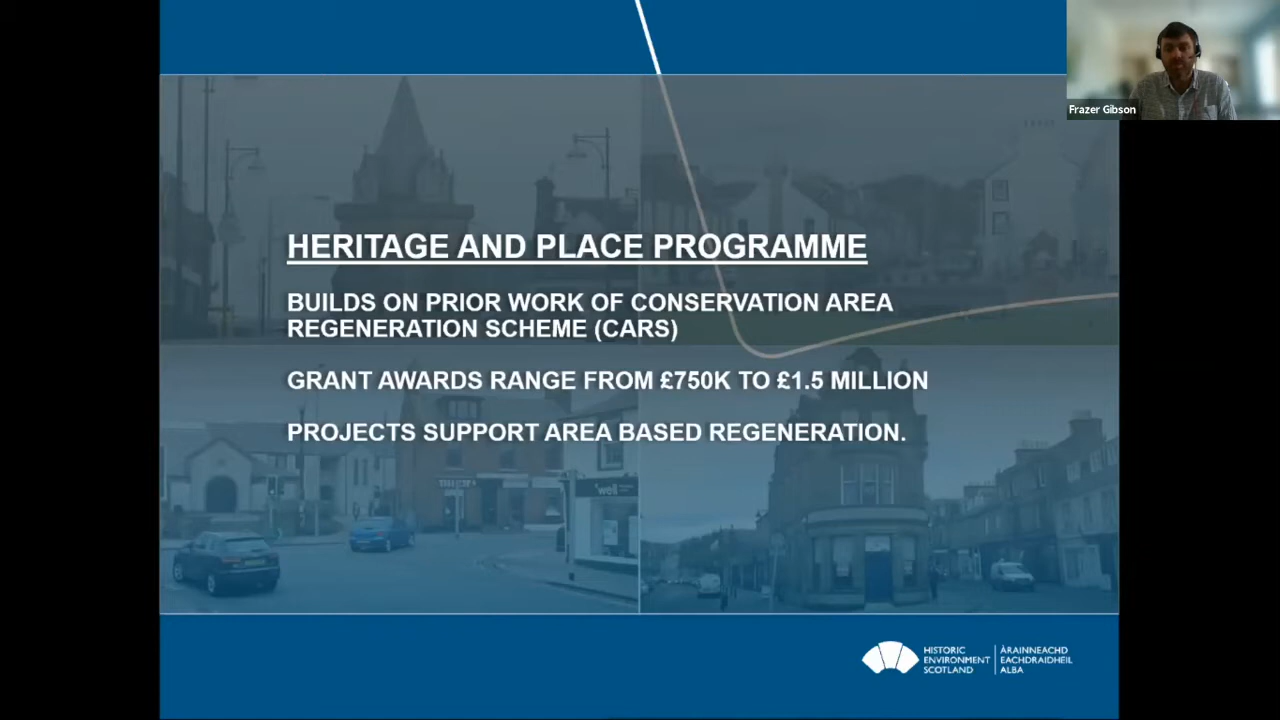 Frazer Gibson
HERITAGE AND PLACE PROGRAMME
BUILDS ON PRIOR WORK OF CONSERVATION AREA
REGENERATION SCHEME (CARS)
GRANT AWARDS RANGE FROM £750K TO £1.5 MILLION
PROJECTS SUPPORT AREA BASED REGENERATION.
well
HISTORIC
ENVIRONMENT
SCOTLAND
ÀRAINNEACHD
EACHDRAIDHEIL
ALBA